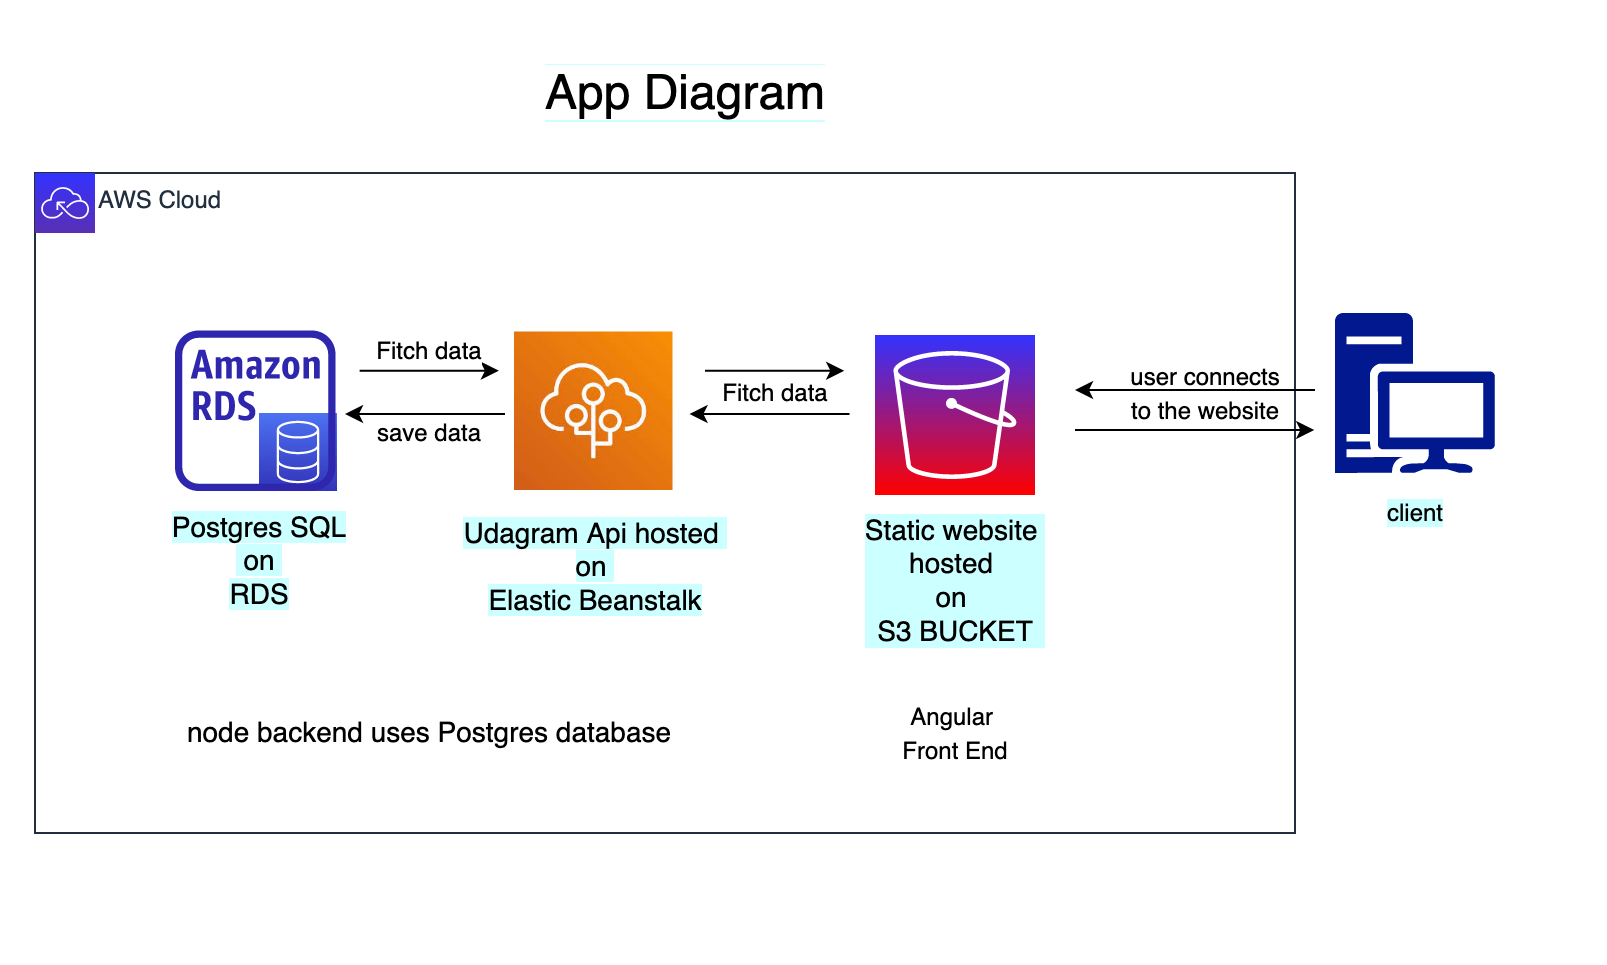 App Diagram
AWS Cloud
Amazon
RDS
Fitch data
save data
Fitch data
user connects
to the website
Postgres SQL
on
RDS
Udagram Api hosted
on
Elastic Beanstalk
Static website
hosted
on
S3 BUCKET
client
node backend uses Postgres database
Angular
Front End